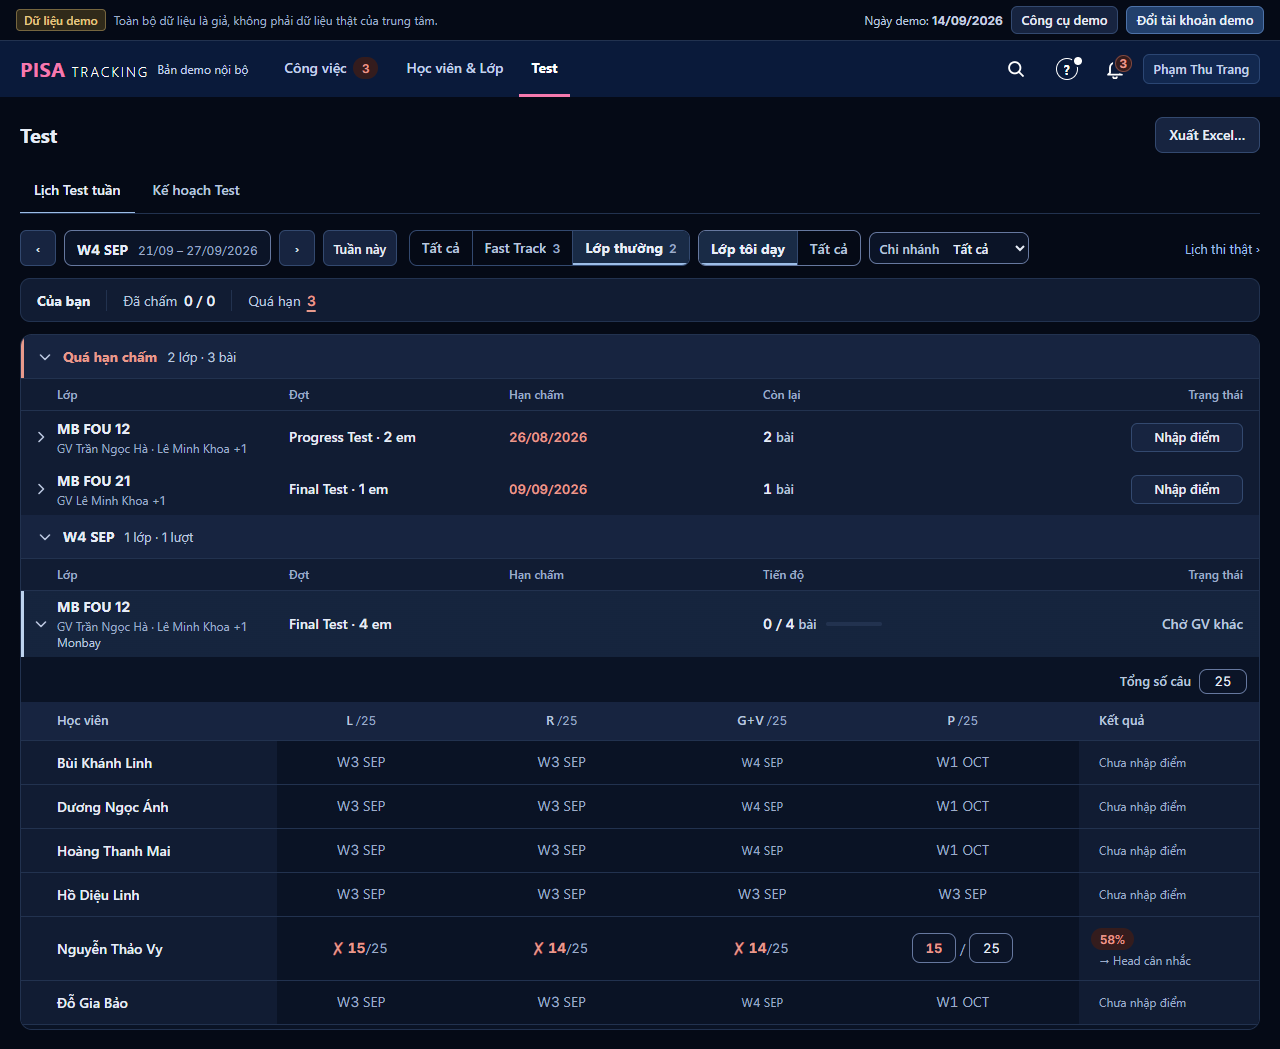 Dữ liệu demo Toàn bộ dữ liệu là giả, không phải dữ liệu thật của trung tâm. Ngày demo: 14/09/2026 Công cụ demo Đổi tài khoản demo
PISA TRACKING Bản demo nội bộ Công việc 3 Học viên & Lớp Test ? 3 Phạm Thu Trang
Test Xuất Excel...
Lịch Test tuần Kế hoạch Test
‹ W4 SEP 21/09 – 27/09/2026 › Tuần này Tất cả Fast Track 3 Lớp thường 2 Lớp tôi dạy Tất cả Chi nhánh Tất cả Lịch thi thật ›
Của bạn Đã chấm 0 / 0 Quá hạn 3
Quá hạn chấm 2 lớp · 3 bài
Lớp Đợt Hạn chấm Còn lại Trạng thái
MB FOU 12
GV Trần Ngọc Hà · Lê Minh Khoa +1
Progress Test · 2 em 26/08/2026 2 bài Nhập điểm
MB FOU 21
GV Lê Minh Khoa +1
Final Test · 1 em 09/09/2026 1 bài Nhập điểm
W4 SEP 1 lớp · 1 lượt
Lớp Đợt Hạn chấm Tiến độ Trạng thái
MB FOU 12
GV Trần Ngọc Hà · Lê Minh Khoa +1
Monbay
Final Test · 4 em 0 / 4 bài Chờ GV khác
Tổng số câu 25
Học viên L /25 R /25 G+V /25 P /25 Kết quả
Bùi Khánh Linh W3 SEP W3 SEP W4 SEP W1 OCT Chưa nhập điểm
Dương Ngọc Ánh W3 SEP W3 SEP W4 SEP W1 OCT Chưa nhập điểm
Hoàng Thanh Mai W3 SEP W3 SEP W4 SEP W1 OCT Chưa nhập điểm
Hồ Diệu Linh W3 SEP W3 SEP W3 SEP W3 SEP Chưa nhập điểm
Nguyễn Thảo Vy ✗ 15/25 ✗ 14/25 ✗ 14/25 15 / 25 58%
→ Head cân nhắc
Đỗ Gia Bảo W3 SEP W3 SEP W4 SEP W1 OCT Chưa nhập điểm